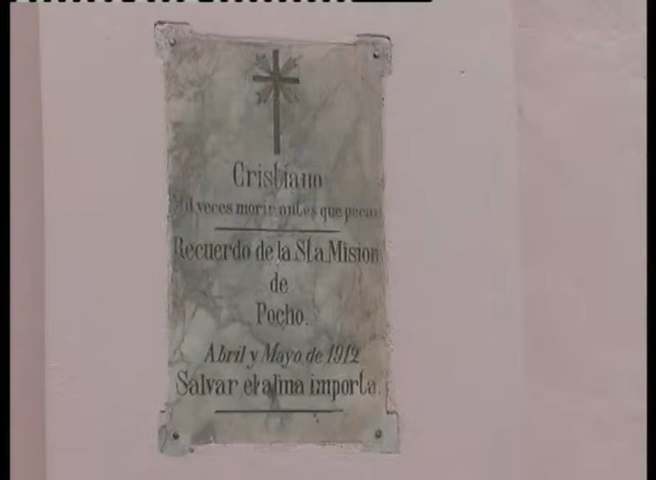 Cristiano
Mil veces morir antes que pecar
Recuerdo de la Sta Mision
de
Pocho.
Abril y Mayo de 1912
Salvar el alma importa.